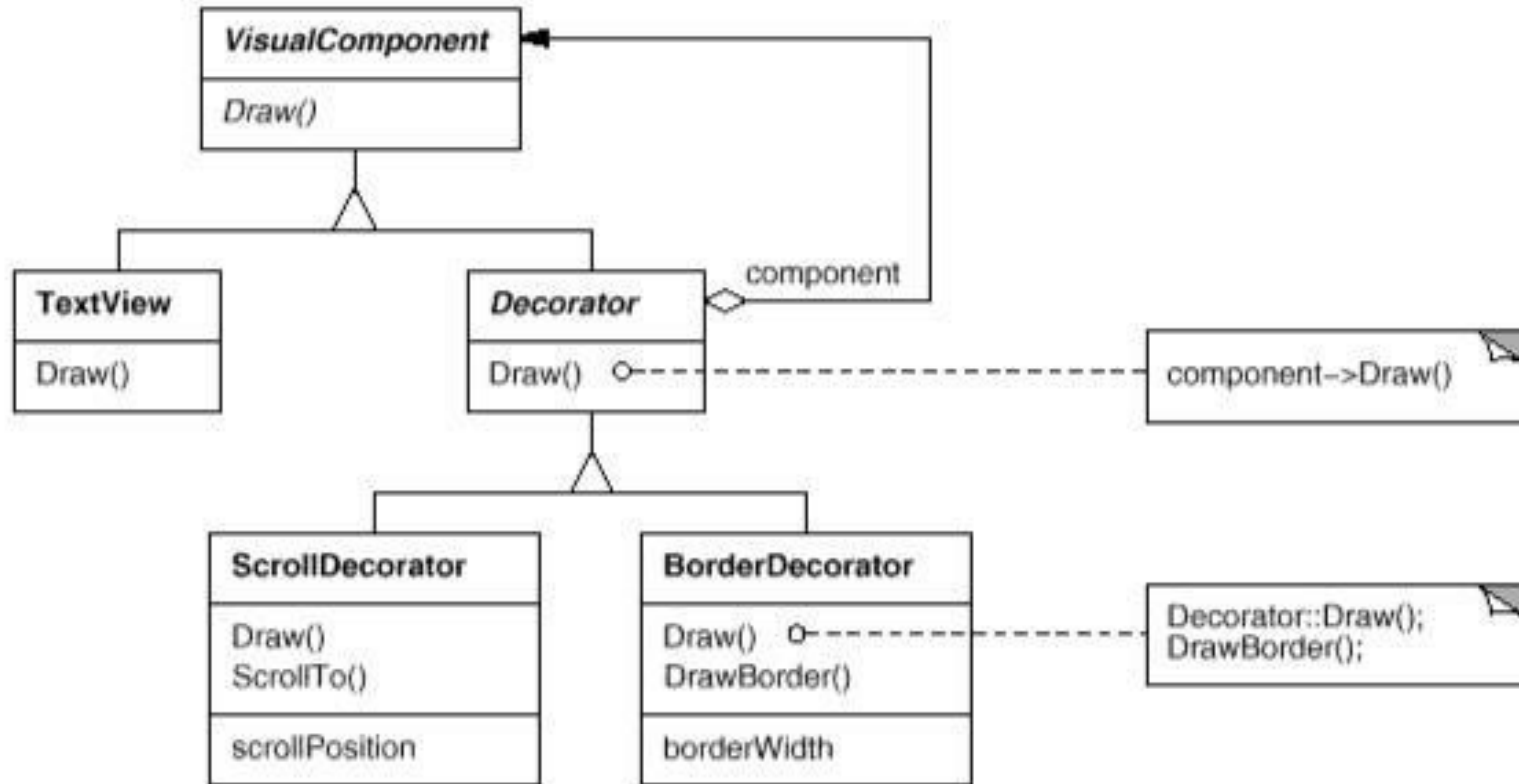 VisualComponent
Draw()
component
TextView
Draw()
Decorator
Draw()
component->Draw()
ScrollDecorator
Draw()
ScrollTo()
scrollPosition
BorderDecorator
Draw()
DrawBorder()
borderWidth
Decorator::Draw();
DrawBorder();